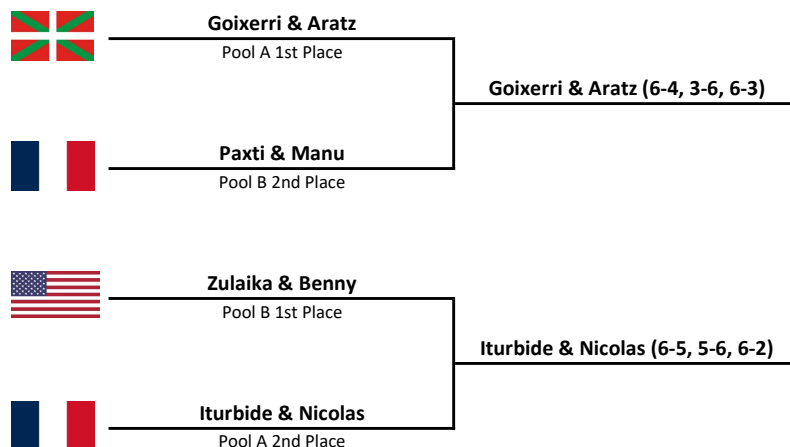 Goixerri & Aratz
Pool A 1st Place
Goixerri & Aratz (6-4, 3-6, 6-3)
Paxti & Manu
Pool B 2nd Place
Zulaika & Benny
Pool B 1st Place
Iturbide & Nicolas (6-5, 5-6, 6-2)
Iturbide & Nicolas
Pool A 2nd Place